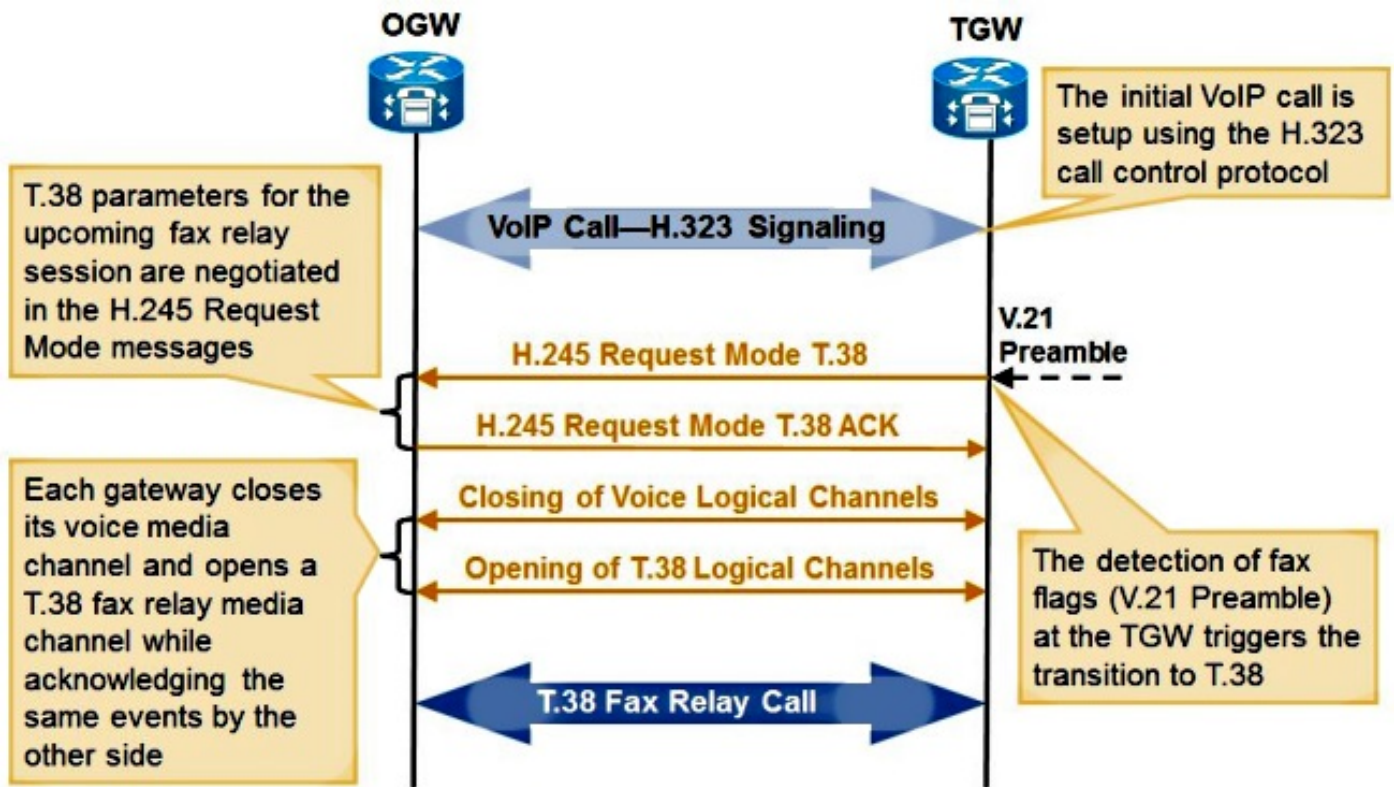 OGW
TGW
The initial VoIP call is
setup using the H.323
call control protocol
T.38 parameters for the
upcoming fax relay
session are negotiated
in the H.245 Request
Mode messages
VoIP Call—H.323 Signaling
V.21
Preamble
H.245 Request Mode T.38
H.245 Request Mode T.38 ACK
Each gateway closes
its voice media
channel and opens a
T.38 fax relay media
channel while
acknowledging the
same events by the
other side
Closing of Voice Logical Channels
Opening of T.38 Logical Channels
The detection of fax
flags (V.21 Preamble)
at the TGW triggers the
transition to T.38
T.38 Fax Relay Call